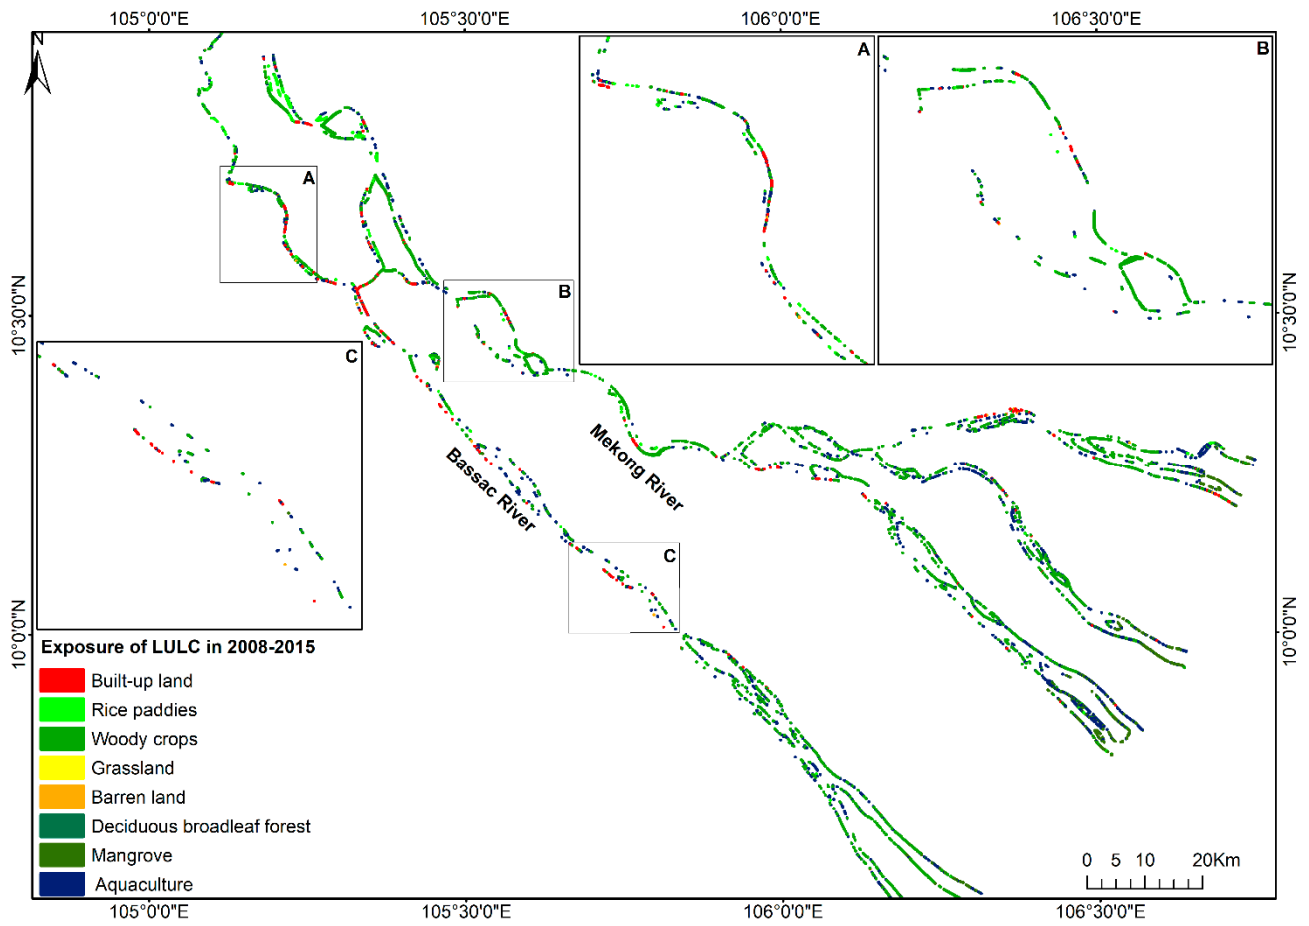 105°0'0"E 105°30'0"E 106°0'0"E 106°30'0"E
N
A
B
A
B
10°30'0"N
10°30'0"N
C
Mekong River
Bassac River
C
10°0'0"N
10°0'0"N
Exposure of LULC in 2008-2015
Built-up land
Rice paddies
Woody crops
Grassland
Barren land
Deciduous broadleaf forest
Mangrove
Aquaculture
0 5 10 20Km
105°0'0"E 105°30'0"E 106°0'0"E 106°30'0"E